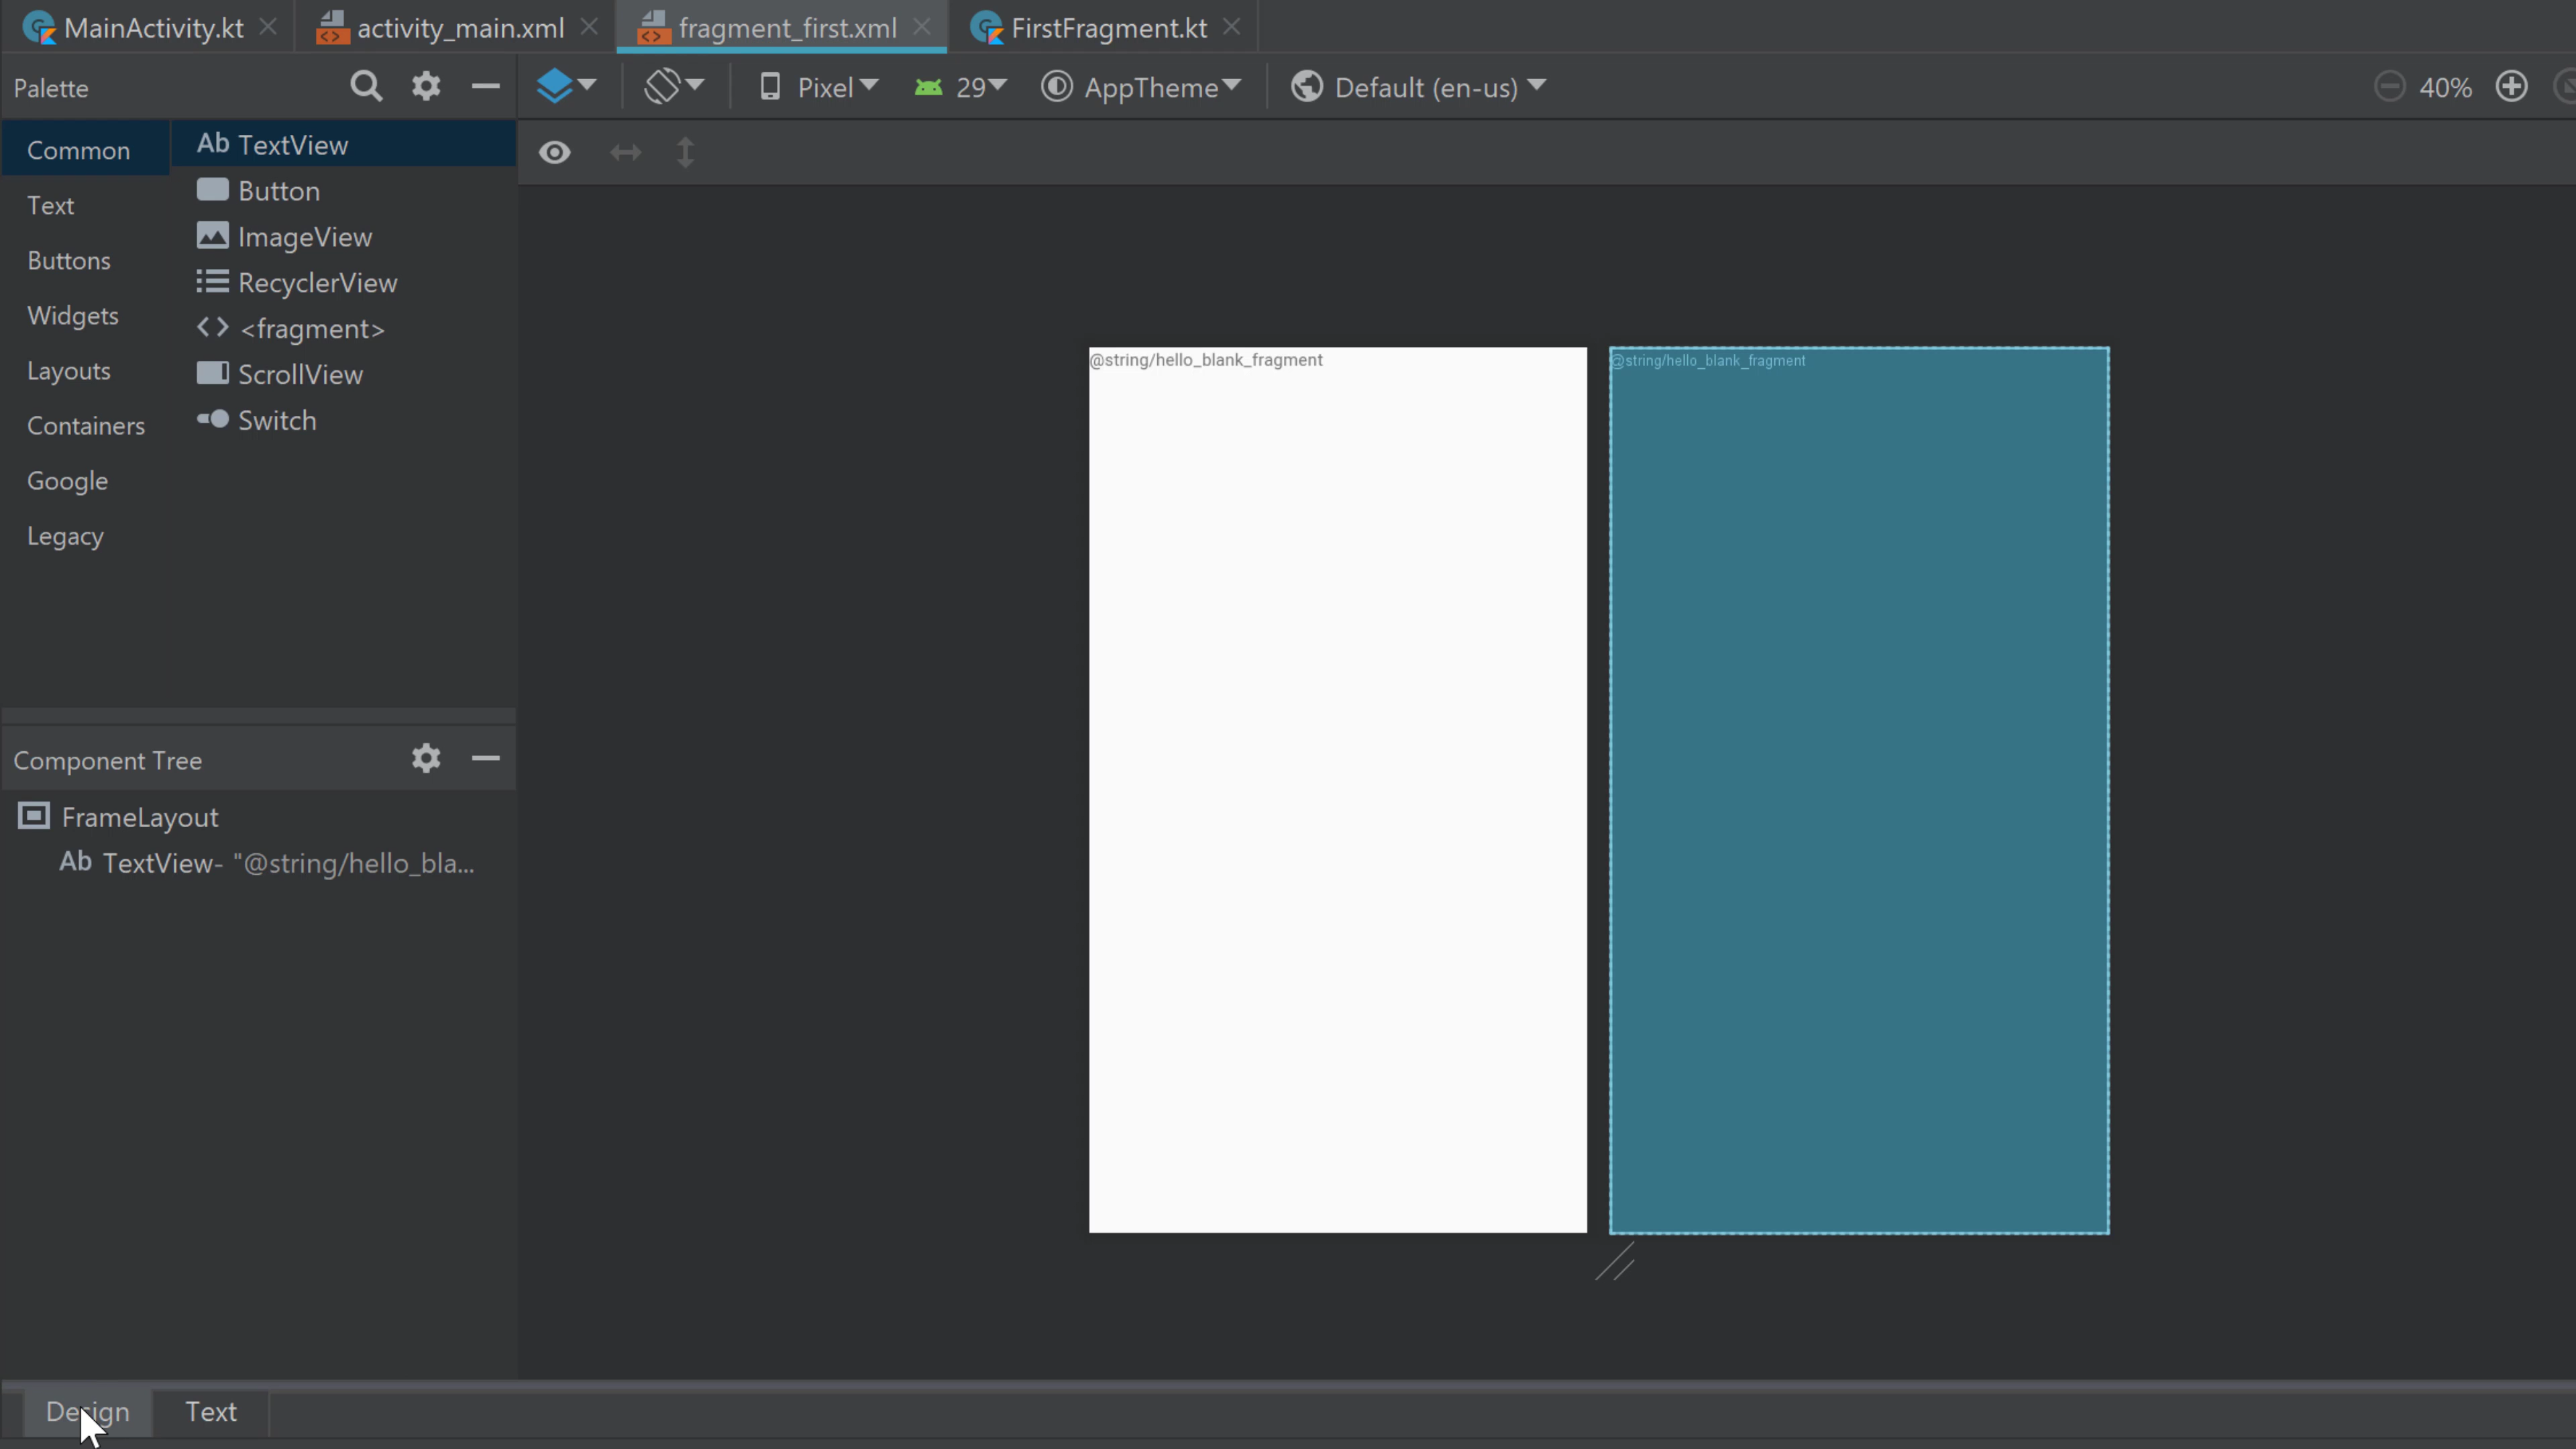 MainActivity.kt activity_main.xml fragment_first.xml FirstFragment.kt
Palette
Pixel 29 AppTheme Default (en-us) 40%
Common
Text
Buttons
Widgets
Layouts
Containers
Google
Legacy
Ab TextView
Button
ImageView
RecyclerView
<fragment>
ScrollView
Switch
@string/hello_blank_fragment
@string/hello_blank_fragment
Component Tree
FrameLayout
Ab TextView- "@string/hello_bla...
Design Text